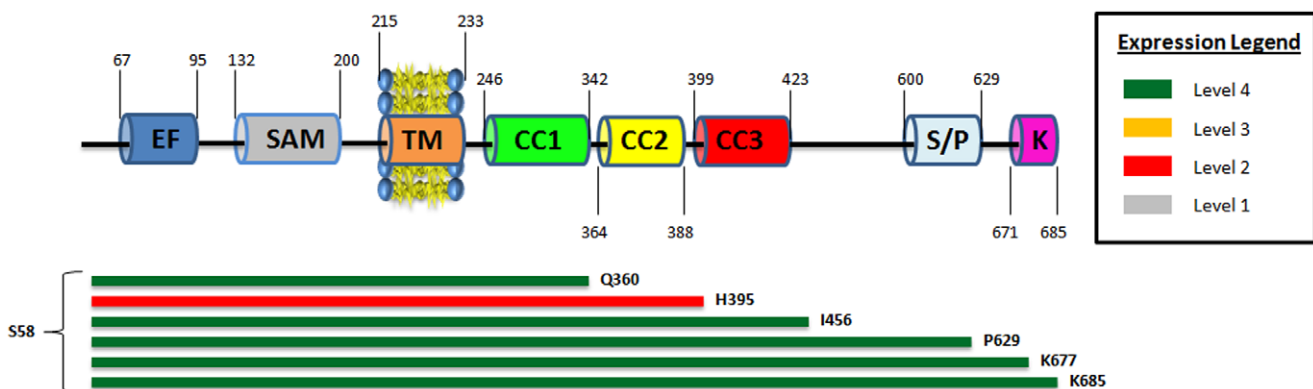 215 233
67 95 132 200 246 342 399 423 600 629
EF SAM TM CC1 CC2 CC3 S/P K
364 388 671 685
Expression Legend
Level 4
Level 3
Level 2
Level 1
S58
Q360
H395
I456
P629
K677
K685